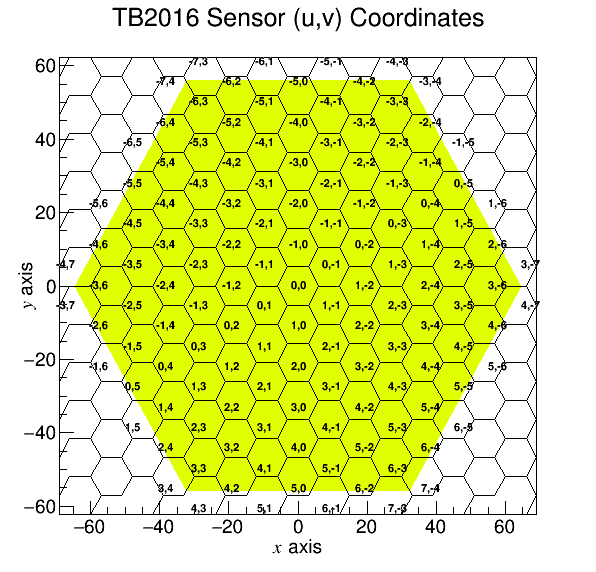 TB2016 Sensor (u,v) Coordinates
-7,3 -6,1 -5,-1 -4,-3
60
-7,4 -6,2 -5,0 -4,-2 -3,-4
-6,3 -5,1 -4,-1 -3,-3
-6,4 -5,2 -4,0 -3,-2 -2,-4
40 -6,5 -5,3 -4,1 -3,-1 -2,-3 -1,-5
-5,4 -4,2 -3,0 -2,-2 -1,-4
-5,5 -4,3 -3,1 -2,-1 -1,-3 0,-5
-5,6 -4,4 -3,2 -2,0 -1,-2 0,-4 1,-6
20
-4,5 -3,3 -2,1 -1,-1 0,-3 1,-5
-4,6 -3,4 -2,2 -1,0 0,-2 1,-4 2,-6
-4,7 -3,5 -2,3 -1,1 0,-1 1,-3 2,-5 3,-7
y axis
0 -3,6 -2,4 -1,2 0,0 1,-2 2,-4 3,-6
-3,7 -2,5 -1,3 0,1 1,-1 2,-3 3,-5 4,-7
-2,6 -1,4 0,2 1,0 2,-2 3,-4 4,-6
-1,5 0,3 1,1 2,-1 3,-3 4,-5
−20
-1,6 0,4 1,2 2,0 3,-2 4,-4 5,-6
0,5 1,3 2,1 3,-1 4,-3 5,-5
1,4 2,2 3,0 4,-2 5,-4
1,5 2,3 3,1 4,-1 5,-3 6,-5
−40
2,4 3,2 4,0 5,-2 6,-4
3,3 4,1 5,-1 6,-3
3,4 4,2 5,0 6,-2 7,-4
−60 4,3 5,1 6,-1 7,-3
−60 −40 −20 0 20 40 60
x axis